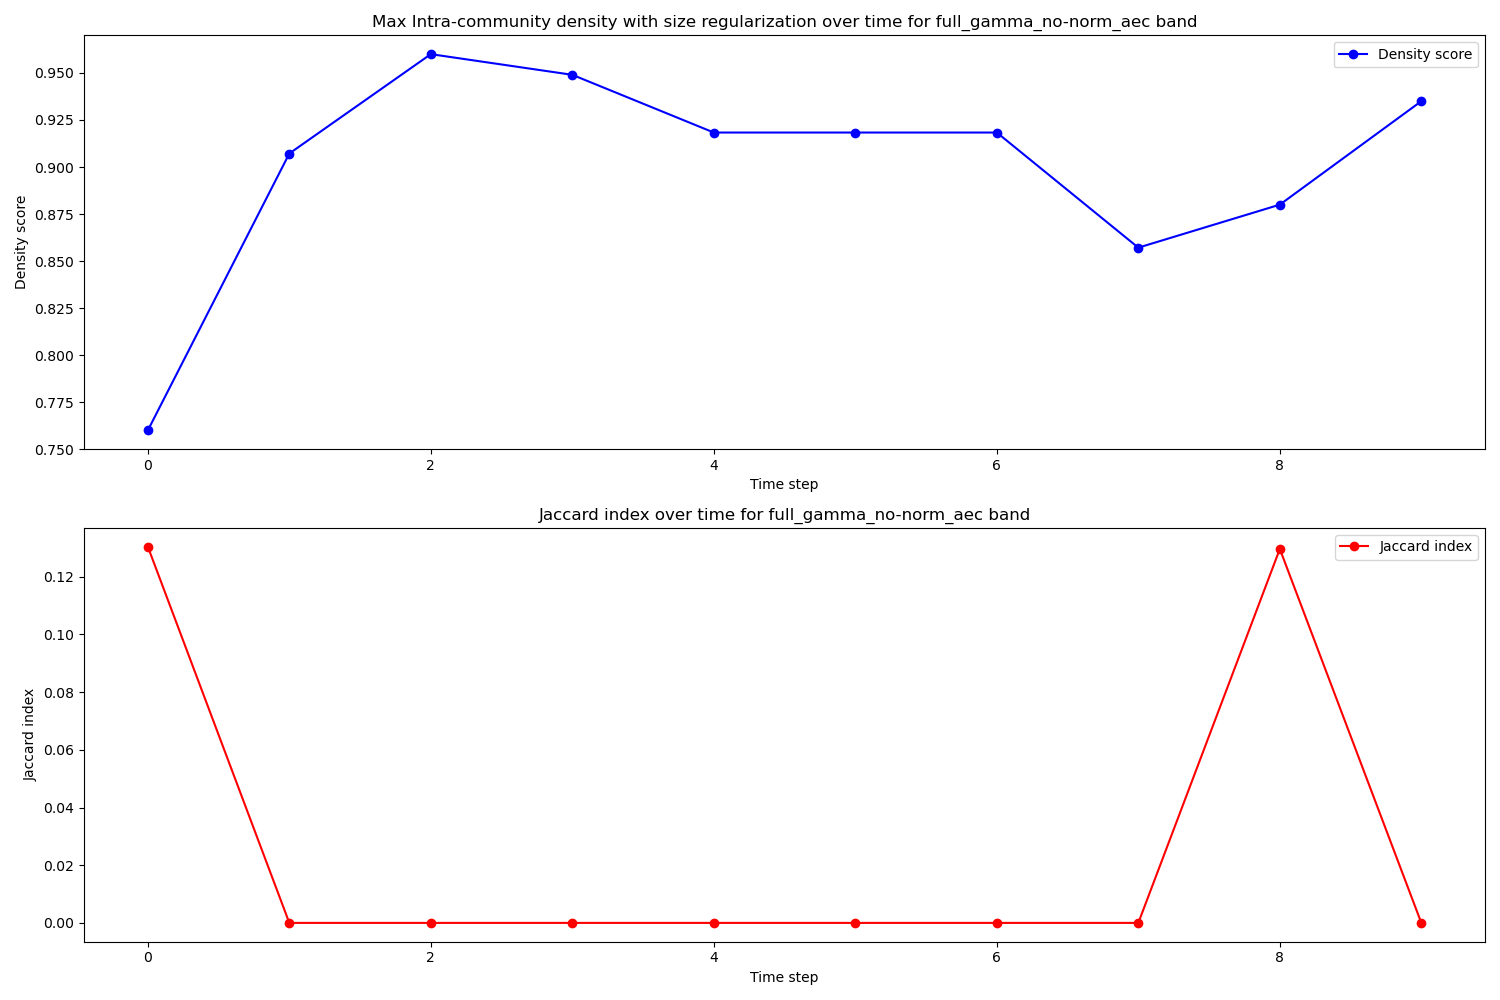 Max Intra-community density with size regularization over time for full_gamma_no-norm_aec band
Density score
0.950
0.925
0.900
0.875
0.850
0.825
0.800
0.775
0.750
Density score
0 2 4 6 8
Time step
Jaccard index over time for full_gamma_no-norm_aec band
Jaccard index
0.12
0.10
0.08
0.06
0.04
0.02
0.00
Jaccard index
0 2 4 6 8
Time step